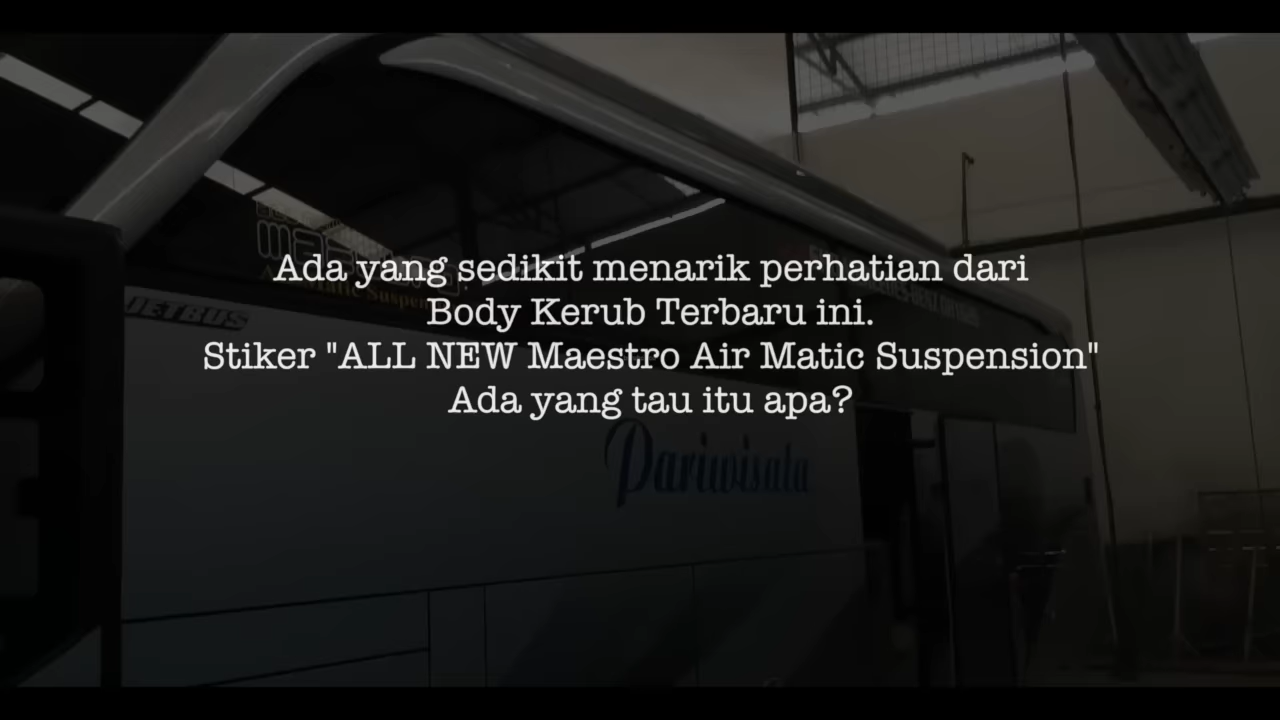 Ada yang sedikit menarik perhatian dari
Body Kerub Terbaru ini.
Stiker "ALL NEW Maestro Air Matic Suspension"
Ada yang tau itu apa?
JETBUS
Pariwisata